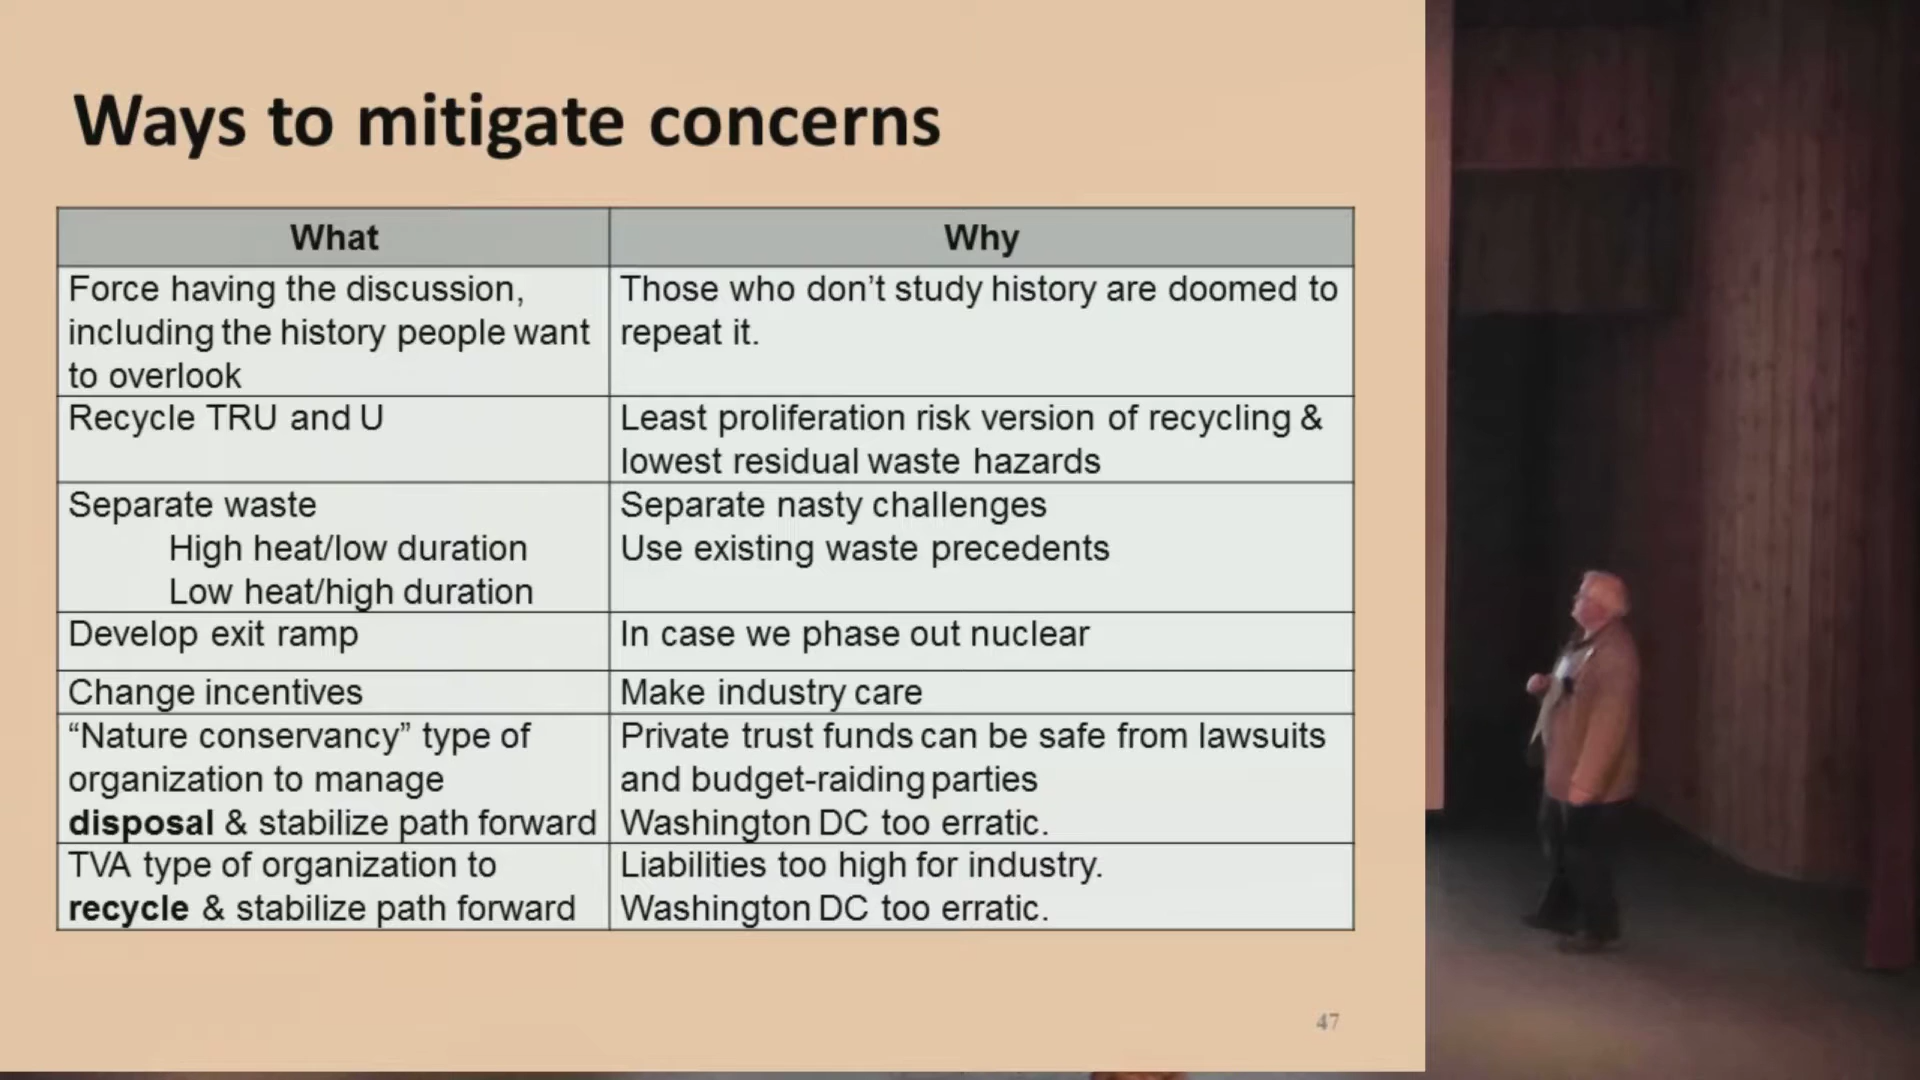 Ways to mitigate concerns
What
Why
Force having the discussion,
including the history people want
to overlook
Those who don't study history are doomed to
repeat it.
Recycle TRU and U
Least proliferation risk version of recycling &
lowest residual waste hazards
Separate waste
High heat/low duration
Low heat/high duration
Separate nasty challenges
Use existing waste precedents
Develop exit ramp
In case we phase out nuclear
Change incentives
Make industry care
“Nature conservancy” type of
organization to manage
disposal & stabilize path forward
Private trust funds can be safe from lawsuits
and budget-raiding parties
Washington DC too erratic.
TVA type of organization to
recycle & stabilize path forward
Liabilities too high for industry.
Washington DC too erratic.
47